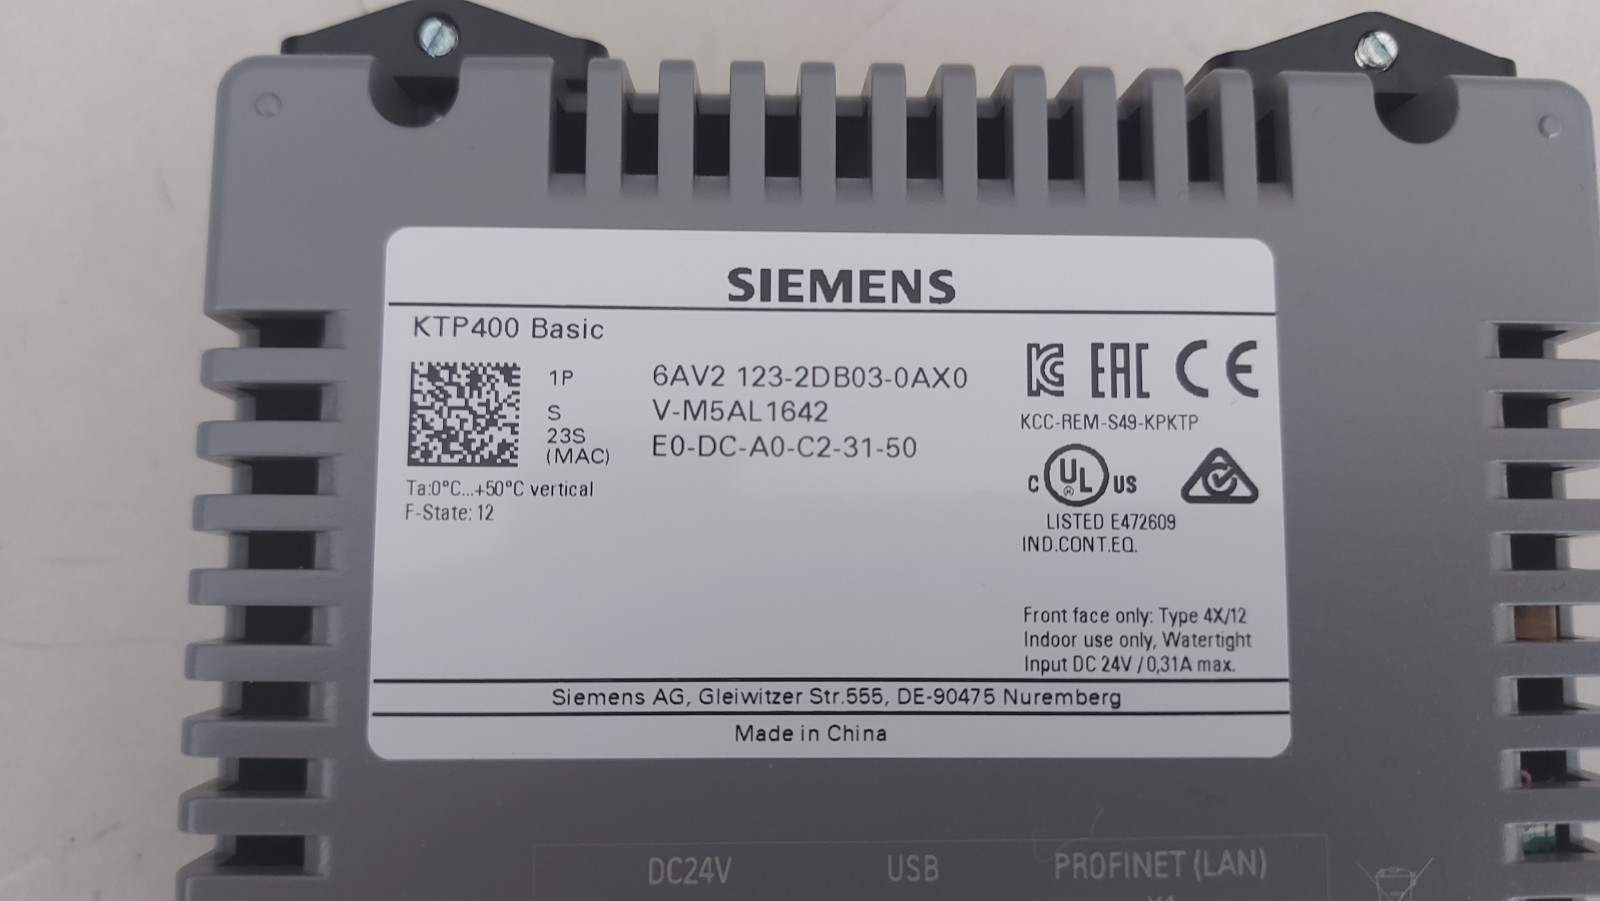 SIEMENS
KTP400 Basic
1P 6AV2 123-2DB03-0AX0
S V-M5AL1642
23S
(MAC) E0-DC-A0-C2-31-50
Ta:0°C...+50°C vertical
F-State: 12
EAC CE
KCC-REM-S49-KPKTP
C UL ® US
LISTED E472609
IND.CONT.EQ.
Front face only: Type 4X/12
Indoor use only, Watertight
Input DC 24V / 0,31A max.
Siemens AG, Gleiwitzer Str.555, DE-90475 Nuremberg
Made in China
DC24V USB PROFINET (LAN)